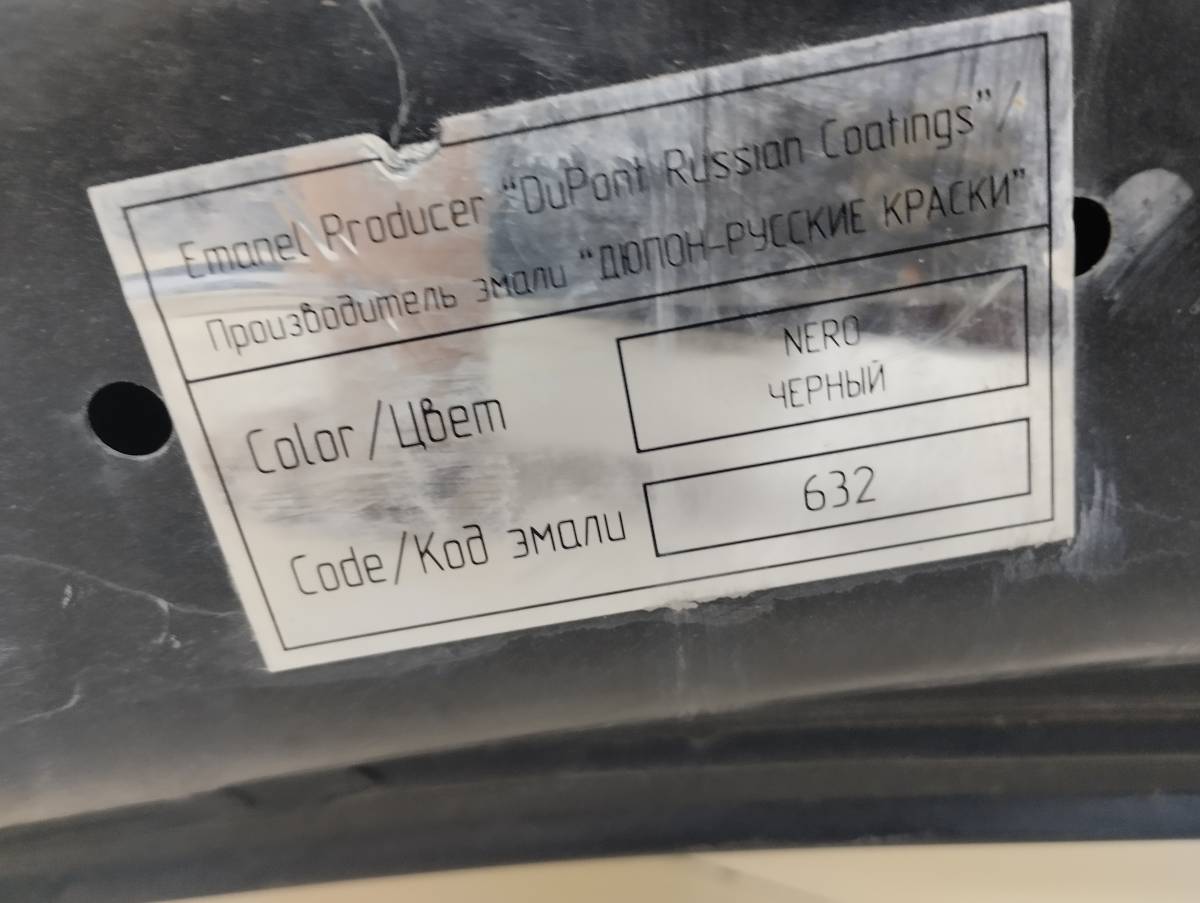 Emanel Producer "DuPont Russian Coatings"/
Производитель эмали "ДЮПОН-РУССКИЕ КРАСКИ"
Color/Цвет
NERO
ЧЕРНЫЙ
Code/Код эмали
632